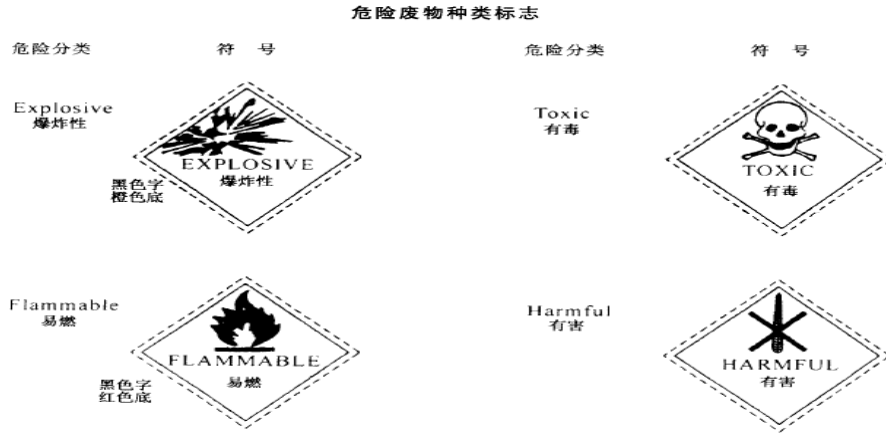 危险废物种类标志
危险分类 符 号 危险分类 符 号
Explosive
爆炸性
EXPLOSIVE
爆炸性
黑色字
橙色底
Toxic
有毒
TOXIC
有毒
Flammable
易燃
FLAMMABLE
易燃
黑色字
红色底
Harmful
有害
HARMFUL
有害